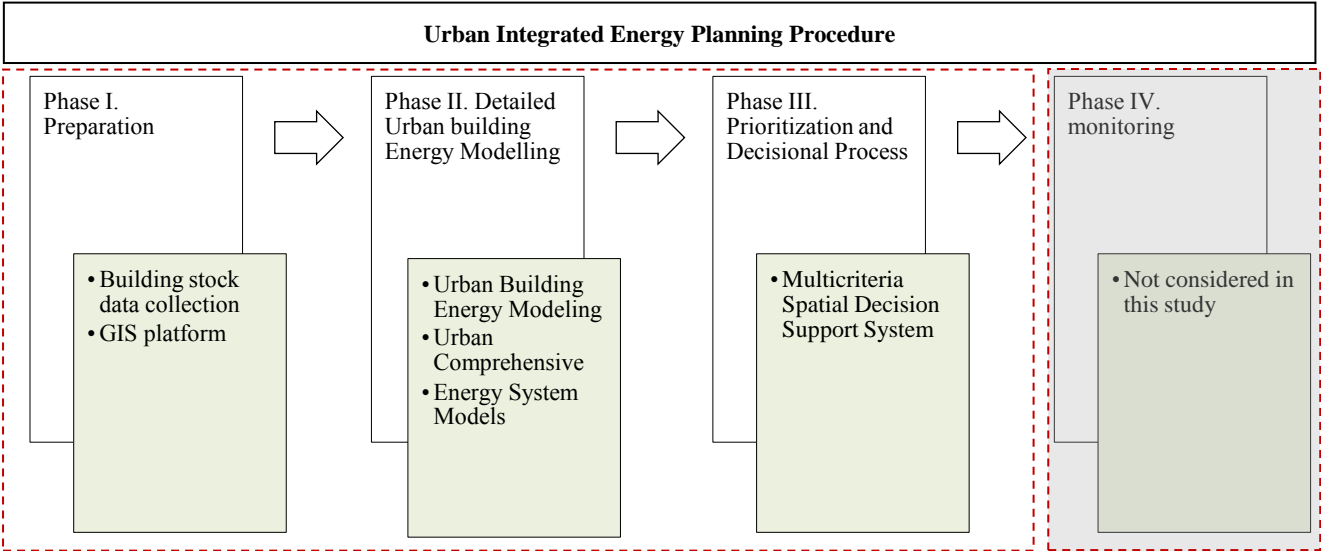 Urban Integrated Energy Planning Procedure
Phase I.
Preparation
• Building stock
data collection
• GIS platform
Phase II. Detailed
Urban building
Energy Modelling
• Urban Building
Energy Modeling
• Urban
Comprehensive
• Energy System
Models
Phase III.
Prioritization and
Decisional Process
• Multicriteria
Spatial Decision
Support System
Phase IV.
monitoring
• Not considered in
this study